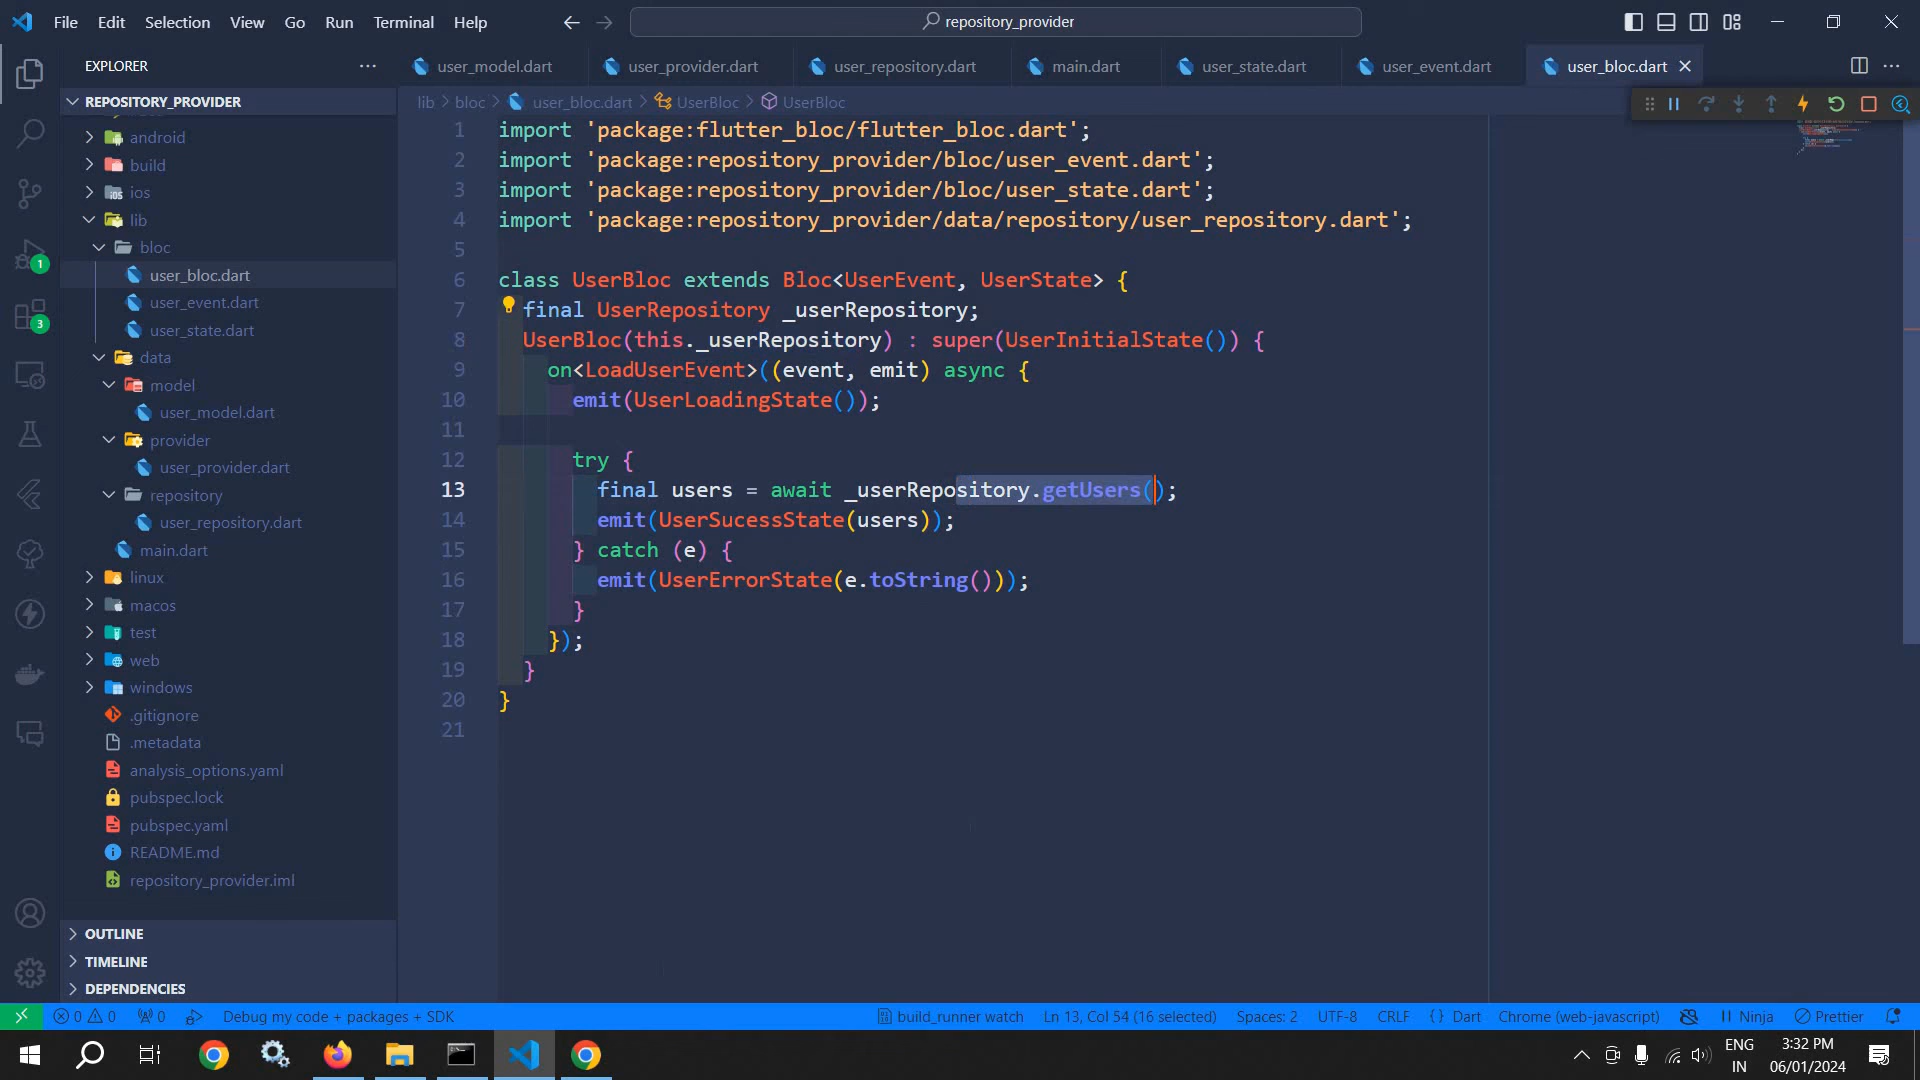 File Edit Selection View Go Run Terminal Help
repository_provider
EXPLORER
REPOSITORY_PROVIDER
android
build
ios
lib
bloc
user_bloc.dart
user_event.dart
user_state.dart
data
model
user_model.dart
provider
user_provider.dart
repository
user_repository.dart
main.dart
linux
macos
test
web
windows
.gitignore
.metadata
analysis_options.yaml
pubspec.lock
pubspec.yaml
README.md
repository_provider.iml
OUTLINE
TIMELINE
DEPENDENCIES
1
3
user_model.dart user_provider.dart user_repository.dart main.dart user_state.dart user_event.dart user_bloc.dart
lib > bloc > user_bloc.dart > UserBloc > UserBloc
1 import 'package:flutter_bloc/flutter_bloc.dart';
2 import 'package:repository_provider/bloc/user_event.dart';
3 import 'package:repository_provider/bloc/user_state.dart';
4 import 'package:repository_provider/data/repository/user_repository.dart';
5
6 class UserBloc extends Bloc<UserEvent, UserState> {
7 final UserRepository _userRepository;
8 UserBloc(this._userRepository) : super(UserInitialState()) {
9 on<LoadUserEvent>((event, emit) async {
10 emit(UserLoadingState());
11
12 try {
13 final users = await _userRepository.getUsers();
14 emit(UserSucessState(users));
15 } catch (e) {
16 emit(UserErrorState(e.toString()));
17 }
18 });
19 }
20 }
21
0 0 0 Debug my code + packages + SDK build_runner watch Ln 13, Col 54 (16 selected) Spaces: 2 UTF-8 CRLF {} Dart Chrome (web-javascript) Ninja Prettier
ENG
IN
3:32 PM
06/01/2024